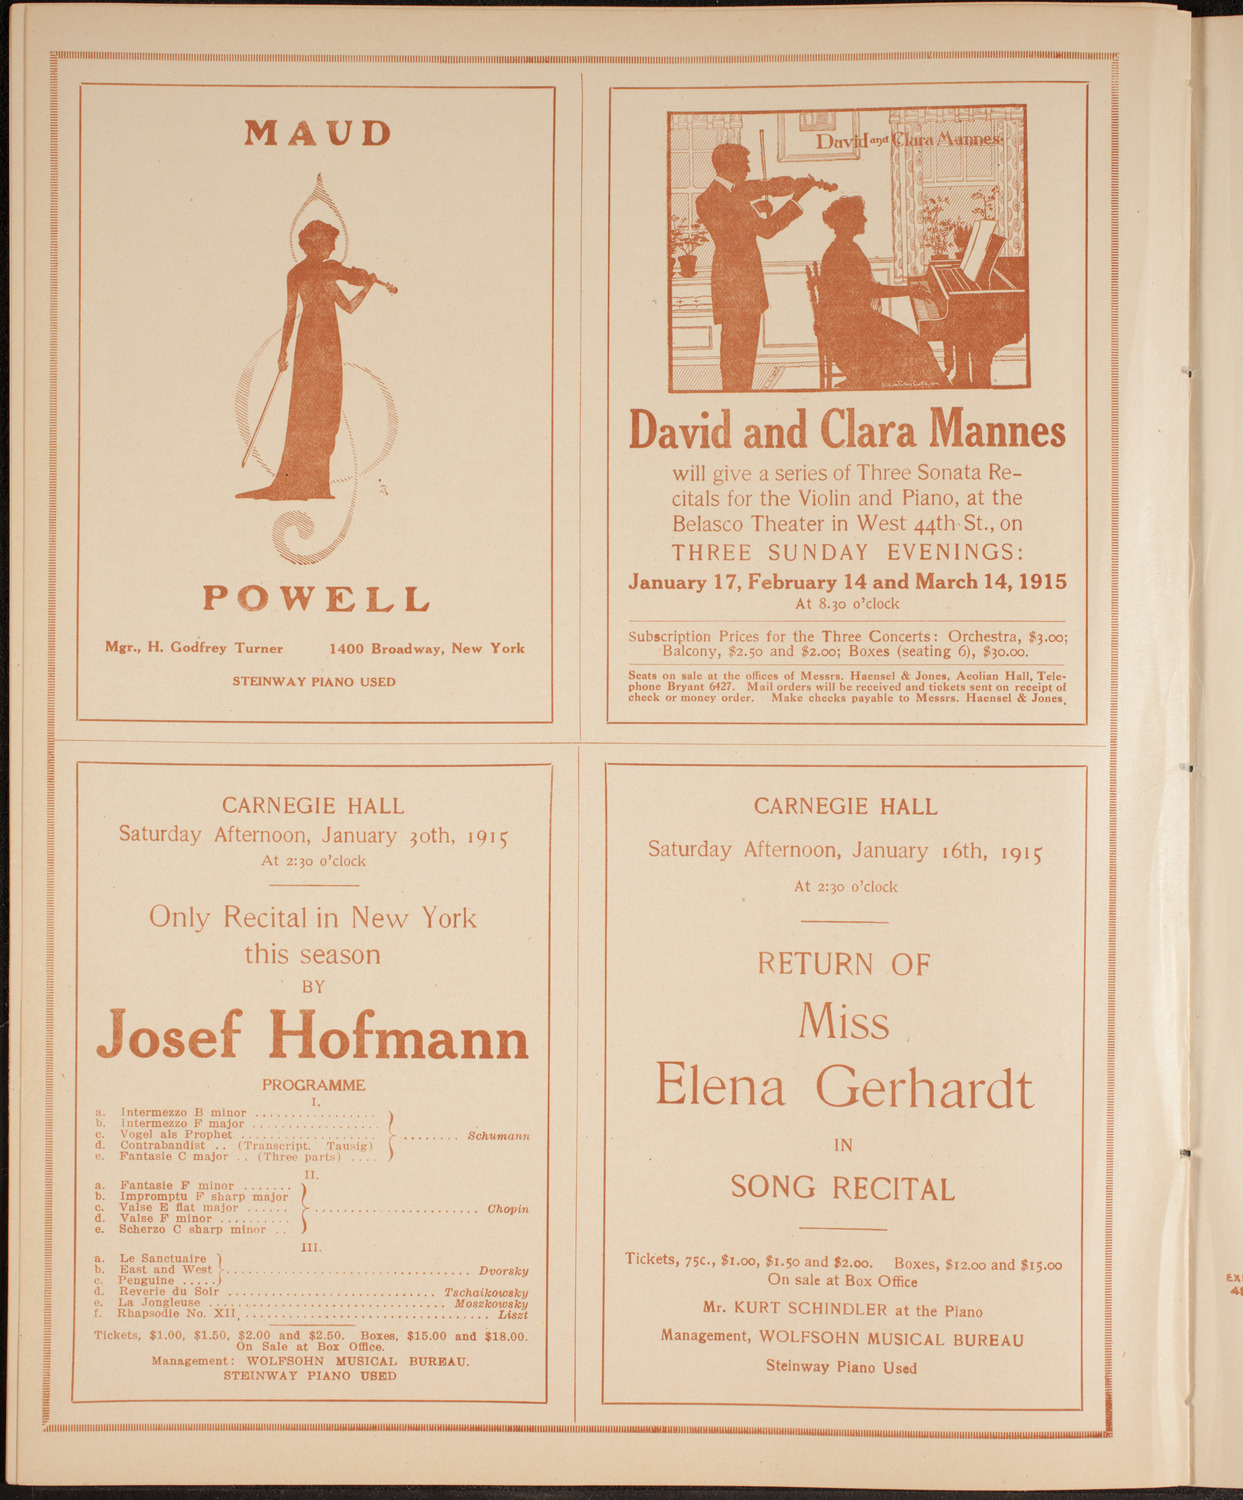 MAUD
POWELL
Mgr., H. Godfrey Turner 1400 Broadway, New York
STEINWAY PIANO USED
David and Clara Mannes
David and Clara Mannes
will give a series of Three Sonata Re-
citals for the Violin and Piano, at the
Belasco Theater in West 44th St., on
THREE SUNDAY EVENINGS:
January 17, February 14 and March 14, 1915
At 8.30 o'clock
Subscription Prices for the Three Concerts: Orchestra, $3.00;
Balcony, $2.50 and $2.00; Boxes (seating 6), $30.00.
Seats on sale at the offices of Messrs. Haensel & Jones, Aeolian Hall, Tele-
phone Bryant 6427. Mail orders will be received and tickets sent on receipt of
check or money order. Make checks payable to Messrs. Haensel & Jones.
CARNEGIE HALL
Saturday Afternoon, January 30th, 1915
At 2:30 o'clock
Only Recital in New York
this season
BY
Josef Hofmann
PROGRAMME
I.
a. Intermezzo B minor ................
b. Intermezzo F major .................
c. Vogel als Prophet ................... ........ Schumann
d. Contrabandist .. (Transcript. Tausig)
e. Fantasie C major .. (Three parts) ....
II.
a. Fantasie F minor .......
b. Impromptu F sharp major
c. Valse E flat major ...... ....................... Chopin
d. Valse F minor ..........
e. Scherzo C sharp minor ..
III.
a. Le Sanctuaire
b. East and West .................................. Dvorsky
c. Penguine .....
d. Reverie du Soir .............................. Tschaikowsky
e. La Jongleuse ................................. Moszkowsky
f. Rhapsodie No. XII, .................................. Liszt
Tickets, $1.00, $1.50, $2.00 and $2.50. Boxes, $15.00 and $18.00.
On Sale at Box Office.
Management: WOLFSOHN MUSICAL BUREAU.
STEINWAY PIANO USED
CARNEGIE HALL
Saturday Afternoon, January 16th, 1915
At 2:30 o'clock
RETURN OF
Miss
Elena Gerhardt
IN
SONG RECITAL
Tickets, 75c., $1.00, $1.50 and $2.00. Boxes, $12.00 and $15.00
On sale at Box Office
Mr. KURT SCHINDLER at the Piano
Management, WOLFSOHN MUSICAL BUREAU
Steinway Piano Used